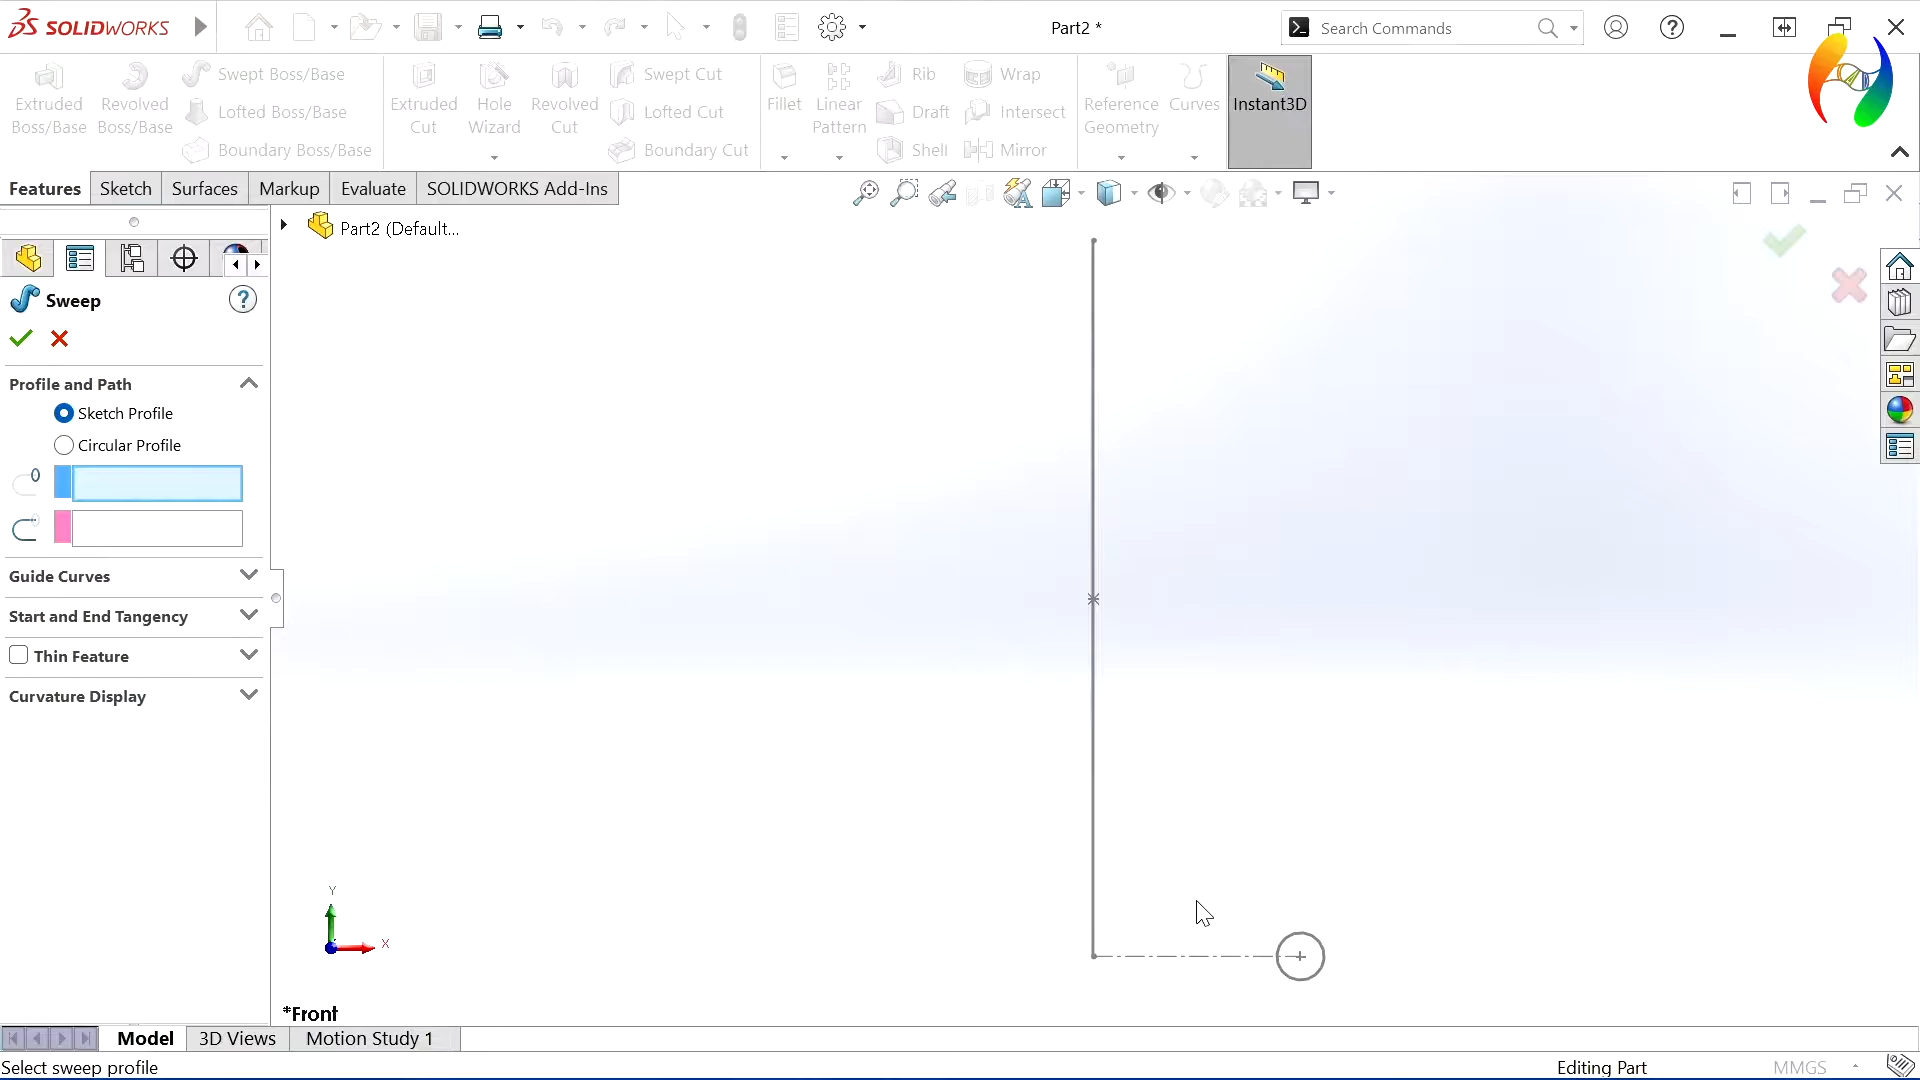 SOLIDWORKS
Part2 *
Search Commands
Extruded Boss/Base
Revolved Boss/Base
Swept Boss/Base
Lofted Boss/Base
Boundary Boss/Base
Extruded Cut
Hole Wizard
Revolved Cut
Swept Cut
Lofted Cut
Boundary Cut
Fillet
Linear Pattern
Rib
Draft
Shell
Wrap
Intersect
Mirror
Reference Geometry
Curves
Instant3D
Features
Sketch
Surfaces
Markup
Evaluate
SOLIDWORKS Add-Ins
Part2 (Default...
Sweep
Profile and Path
Sketch Profile
Circular Profile
Guide Curves
Start and End Tangency
Thin Feature
Curvature Display
Y
X
*Front
Model
3D Views
Motion Study 1
Select sweep profile
Editing Part
MMGS